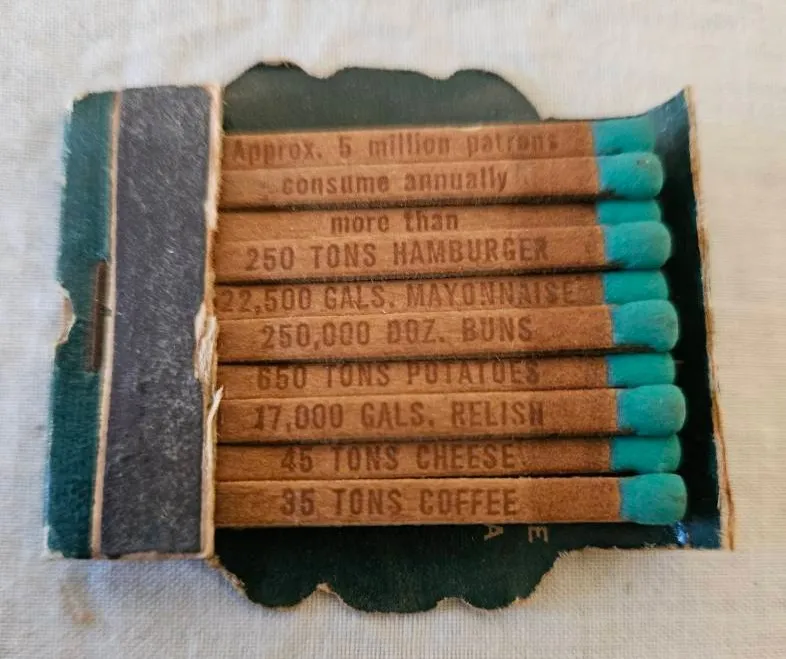 Approx. 5 million patrons
consume annually
more than
250 TONS HAMBURGER
22,500 GALS. MAYONNAISE
250,000 DOZ. BUNS
650 TONS POTATOES
17,000 GALS. RELISH
45 TONS CHEESE
35 TONS COFFEE
E
A